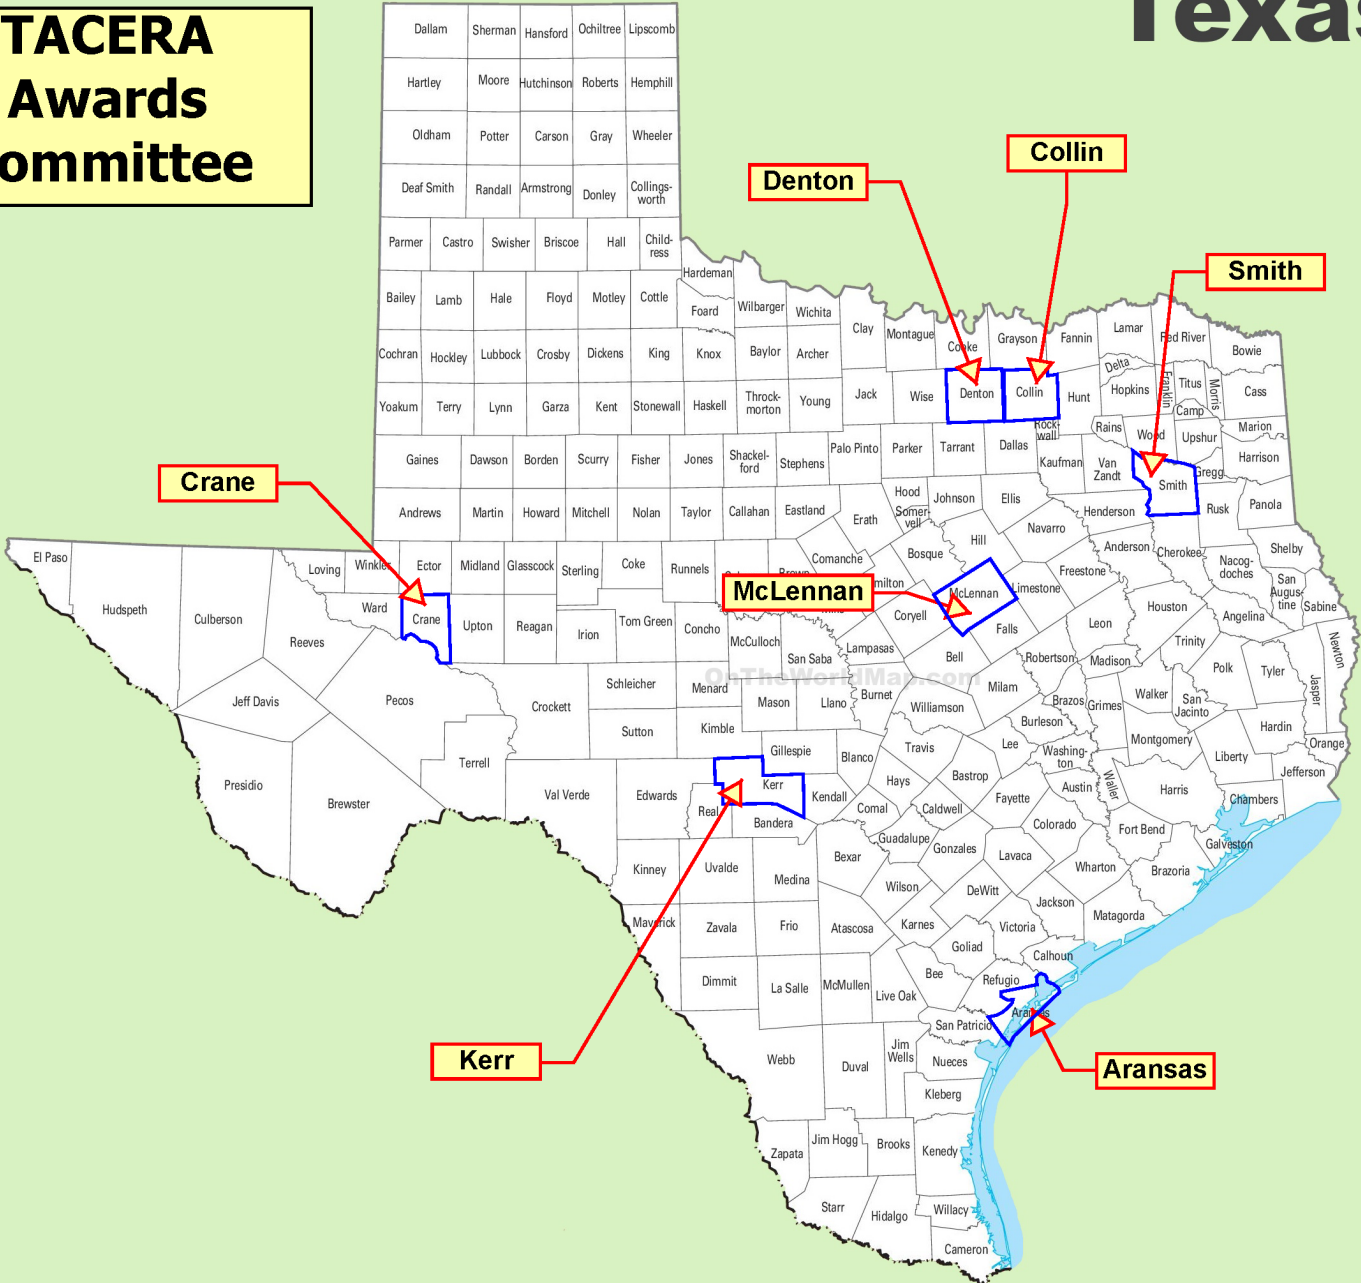 TACERA
Awards
ommittee
Texas
Collin
Denton
Smith
Crane
McLennan
Kerr
Aransas
Dallam Sherman Hansford Ochiltree Lipscomb
Hartley Moore Hutchinson Roberts Hemphill
Oldham Potter Carson Gray Wheeler
Deaf Smith Randall Armstrong Donley Collings-
worth
Parmer Castro Swisher Briscoe Hall Child-
ress
Hardeman
Bailey Lamb Hale Floyd Motley Cottle Foard Wilbarger Wichita Clay Montague Cooke Grayson Fannin Lamar Red River Bowie
Cochran Hockley Lubbock Crosby Dickens King Knox Baylor Archer
Delta
Yoakum Terry Lynn Garza Kent Stonewall Haskell Throck-
morton Young Jack Wise Denton Collin Hunt Hopkins Franklin Titus Morris Cass
Camp
Rock-
wall Rains Wood Upshur Marion
Gaines Dawson Borden Scurry Fisher Jones Shackel-
ford Stephens Palo Pinto Parker Tarrant Dallas Kaufman Van
Zandt Smith Gregg Harrison
Andrews Martin Howard Mitchell Nolan Taylor Callahan Eastland Erath Hood Somer-
vell Johnson Ellis Navarro Henderson Rusk Panola
El Paso Hudspeth Culberson Loving Winkler Ector Midland Glasscock Sterling Coke Runnels Comanche Bosque Hill Freestone Anderson Cherokee Nacog-
doches Shelby
Reeves Ward Crane Upton Reagan Irion Tom Green Concho McCulloch San Saba Lampasas Coryell McLennan Limestone Falls Leon Houston Angelina San
Augus-
tine Sabine
Newton
Jasper
Jeff Davis Pecos Crockett Schleicher Menard Mason Llano Burnet Bell Milam Robertson Madison Trinity Polk Tyler
OnTheWorldMap.com
Sutton Kimble Gillespie Blanco Williamson Travis Burleson Brazos Grimes Walker San
Jacinto Hardin Orange
Presidio Brewster Terrell Val Verde Edwards Real Kerr Kendall Hays Bastrop Lee Washing-
ton Montgomery Liberty Jefferson
Bandera Comal Caldwell Fayette Austin Waller Harris Chambers
Kinney Uvalde Medina Bexar Guadalupe Gonzales Lavaca Colorado Fort Bend Galveston
Wilson DeWitt Wharton Brazoria
Maverick Zavala Frio Atascosa Karnes Goliad Victoria Jackson Matagorda
Dimmit La Salle McMullen Live Oak Bee Refugio Calhoun
San Patricio Aransas
Webb Duval Jim
Wells Nueces
Kleberg
Zapata Jim Hogg Brooks Kenedy
Starr Hidalgo Willacy
Cameron